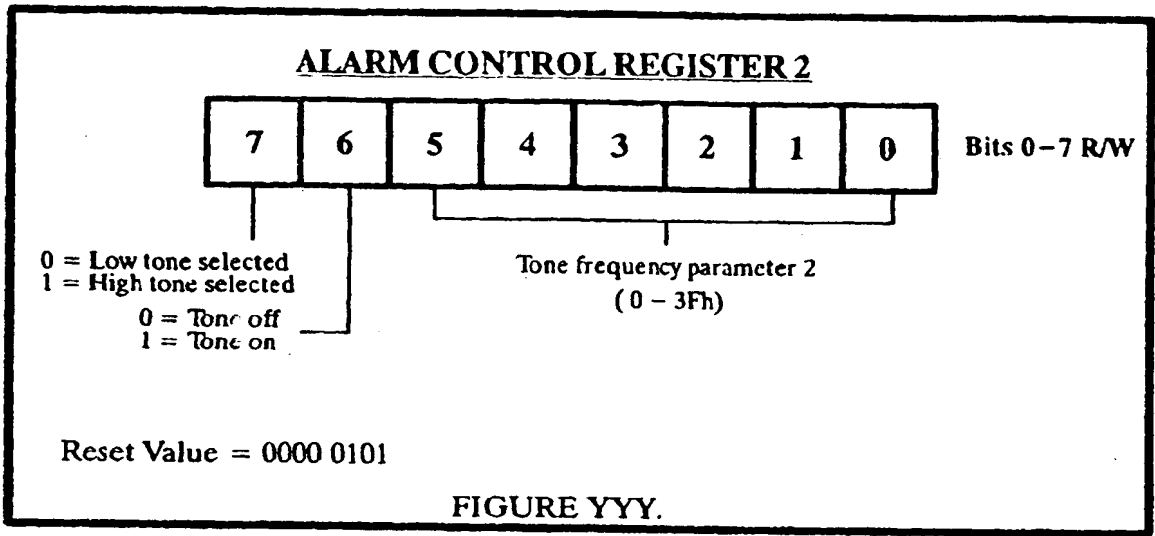 ALARM CONTROL REGISTER 2
7 6 5 4 3 2 1 0 Bits 0–7 R/W
0 = Low tone selected
1 = High tone selected
Tone frequency parameter 2
( 0 – 3Fh)
0 = Tone off
1 = Tone on
Reset Value = 0000 0101
FIGURE YYY.